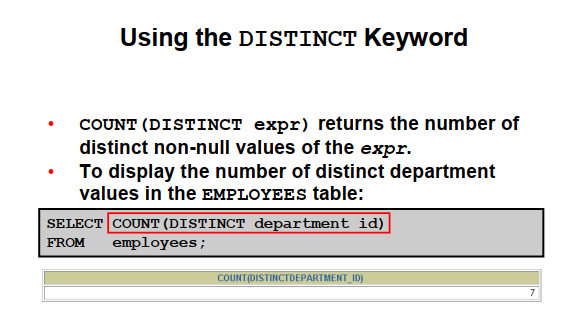 Using the DISTINCT Keyword
• COUNT(DISTINCT expr) returns the number of
distinct non-null values of the expr.
• To display the number of distinct department
values in the EMPLOYEES table:
SELECT COUNT(DISTINCT department id)
FROM employees;
COUNT(DISTINCTDEPARTMENT_ID)
7